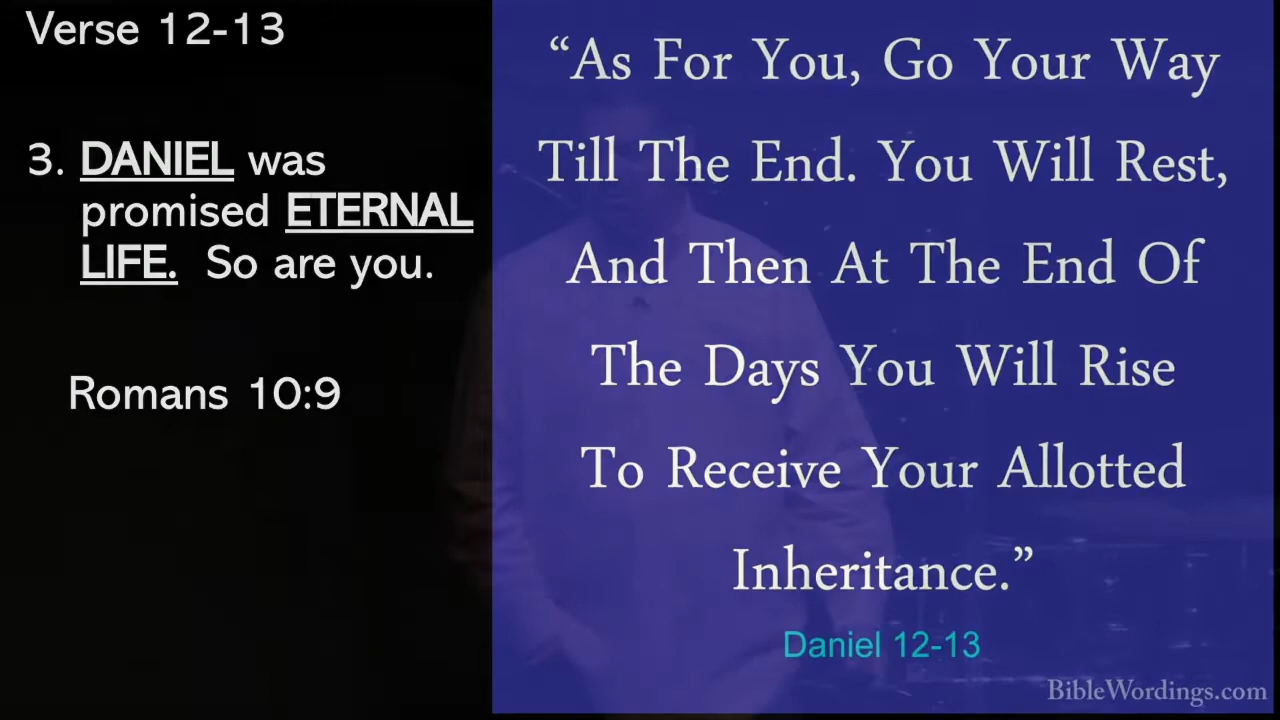 Verse 12-13
3. DANIEL was
promised ETERNAL
LIFE. So are you.
Romans 10:9
“As For You, Go Your Way
Till The End. You Will Rest,
And Then At The End Of
The Days You Will Rise
To Receive Your Allotted
Inheritance.”
Daniel 12-13
BibleWordings.com